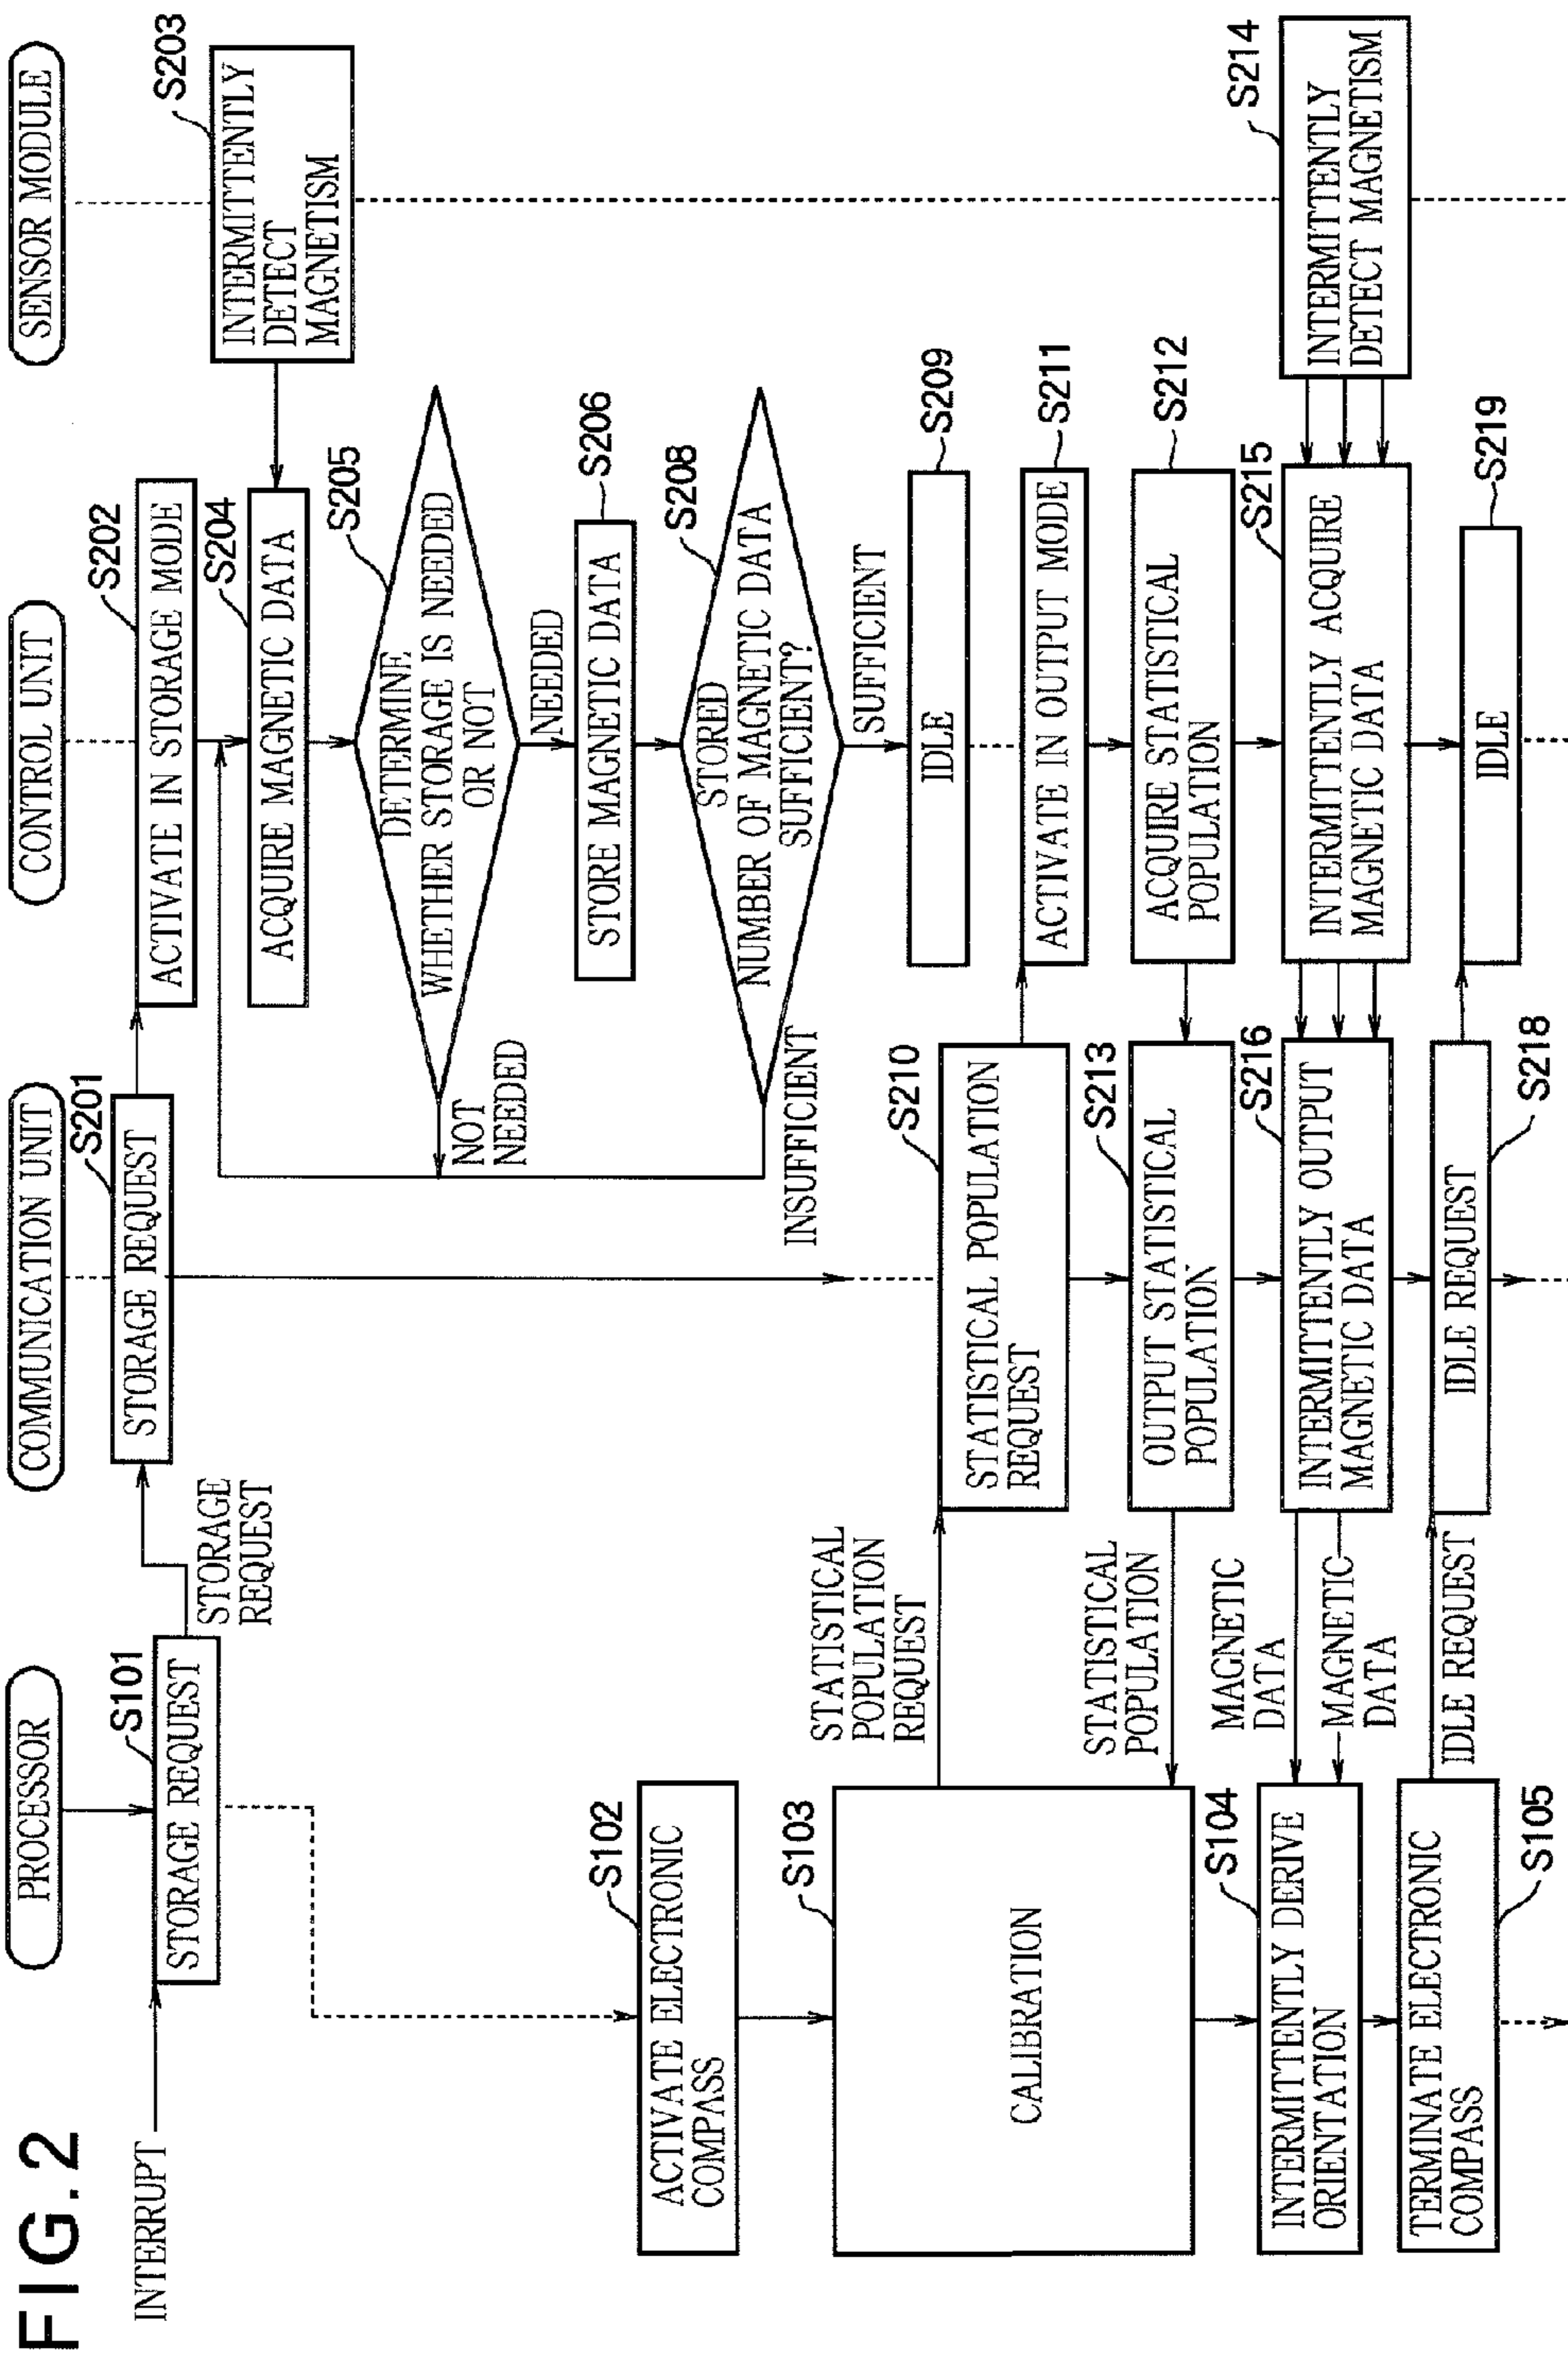 FIG. 2
PROCESSOR
COMMUNICATION UNIT
CONTROL UNIT
SENSOR MODULE
INTERRUPT
S101
STORAGE REQUEST
STORAGE
REQUEST
S201
STORAGE REQUEST
S202
ACTIVATE IN STORAGE MODE
S203
INTERMITTENTLY
DETECT
MAGNETISM
S204
ACQUIRE MAGNETIC DATA
S205
DETERMINE
WHETHER STORAGE IS NEEDED
OR NOT
NOT
NEEDED
NEEDED
S206
STORE MAGNETIC DATA
S208
STORED
NUMBER OF MAGNETIC DATA
SUFFICIENT?
INSUFFICIENT
SUFFICIENT
S209
IDLE
S102
ACTIVATE ELECTRONIC
COMPASS
S103
CALIBRATION
STATISTICAL
POPULATION
REQUEST
S210
STATISTICAL POPULATION
REQUEST
S211
ACTIVATE IN OUTPUT MODE
S212
ACQUIRE STATISTICAL
POPULATION
S213
OUTPUT STATISTICAL
POPULATION
STATISTICAL
POPULATION
S214
INTERMITTENTLY
DETECT MAGNETISM
S215
INTERMITTENTLY ACQUIRE
MAGNETIC DATA
S216
INTERMITTENTLY OUTPUT
MAGNETIC DATA
MAGNETIC
DATA
MAGNETIC
DATA
S104
INTERMITTENTLY DERIVE
ORIENTATION
TERMINATE ELECTRONIC
COMPASS
S105
IDLE REQUEST
IDLE REQUEST
S218
IDLE
S219